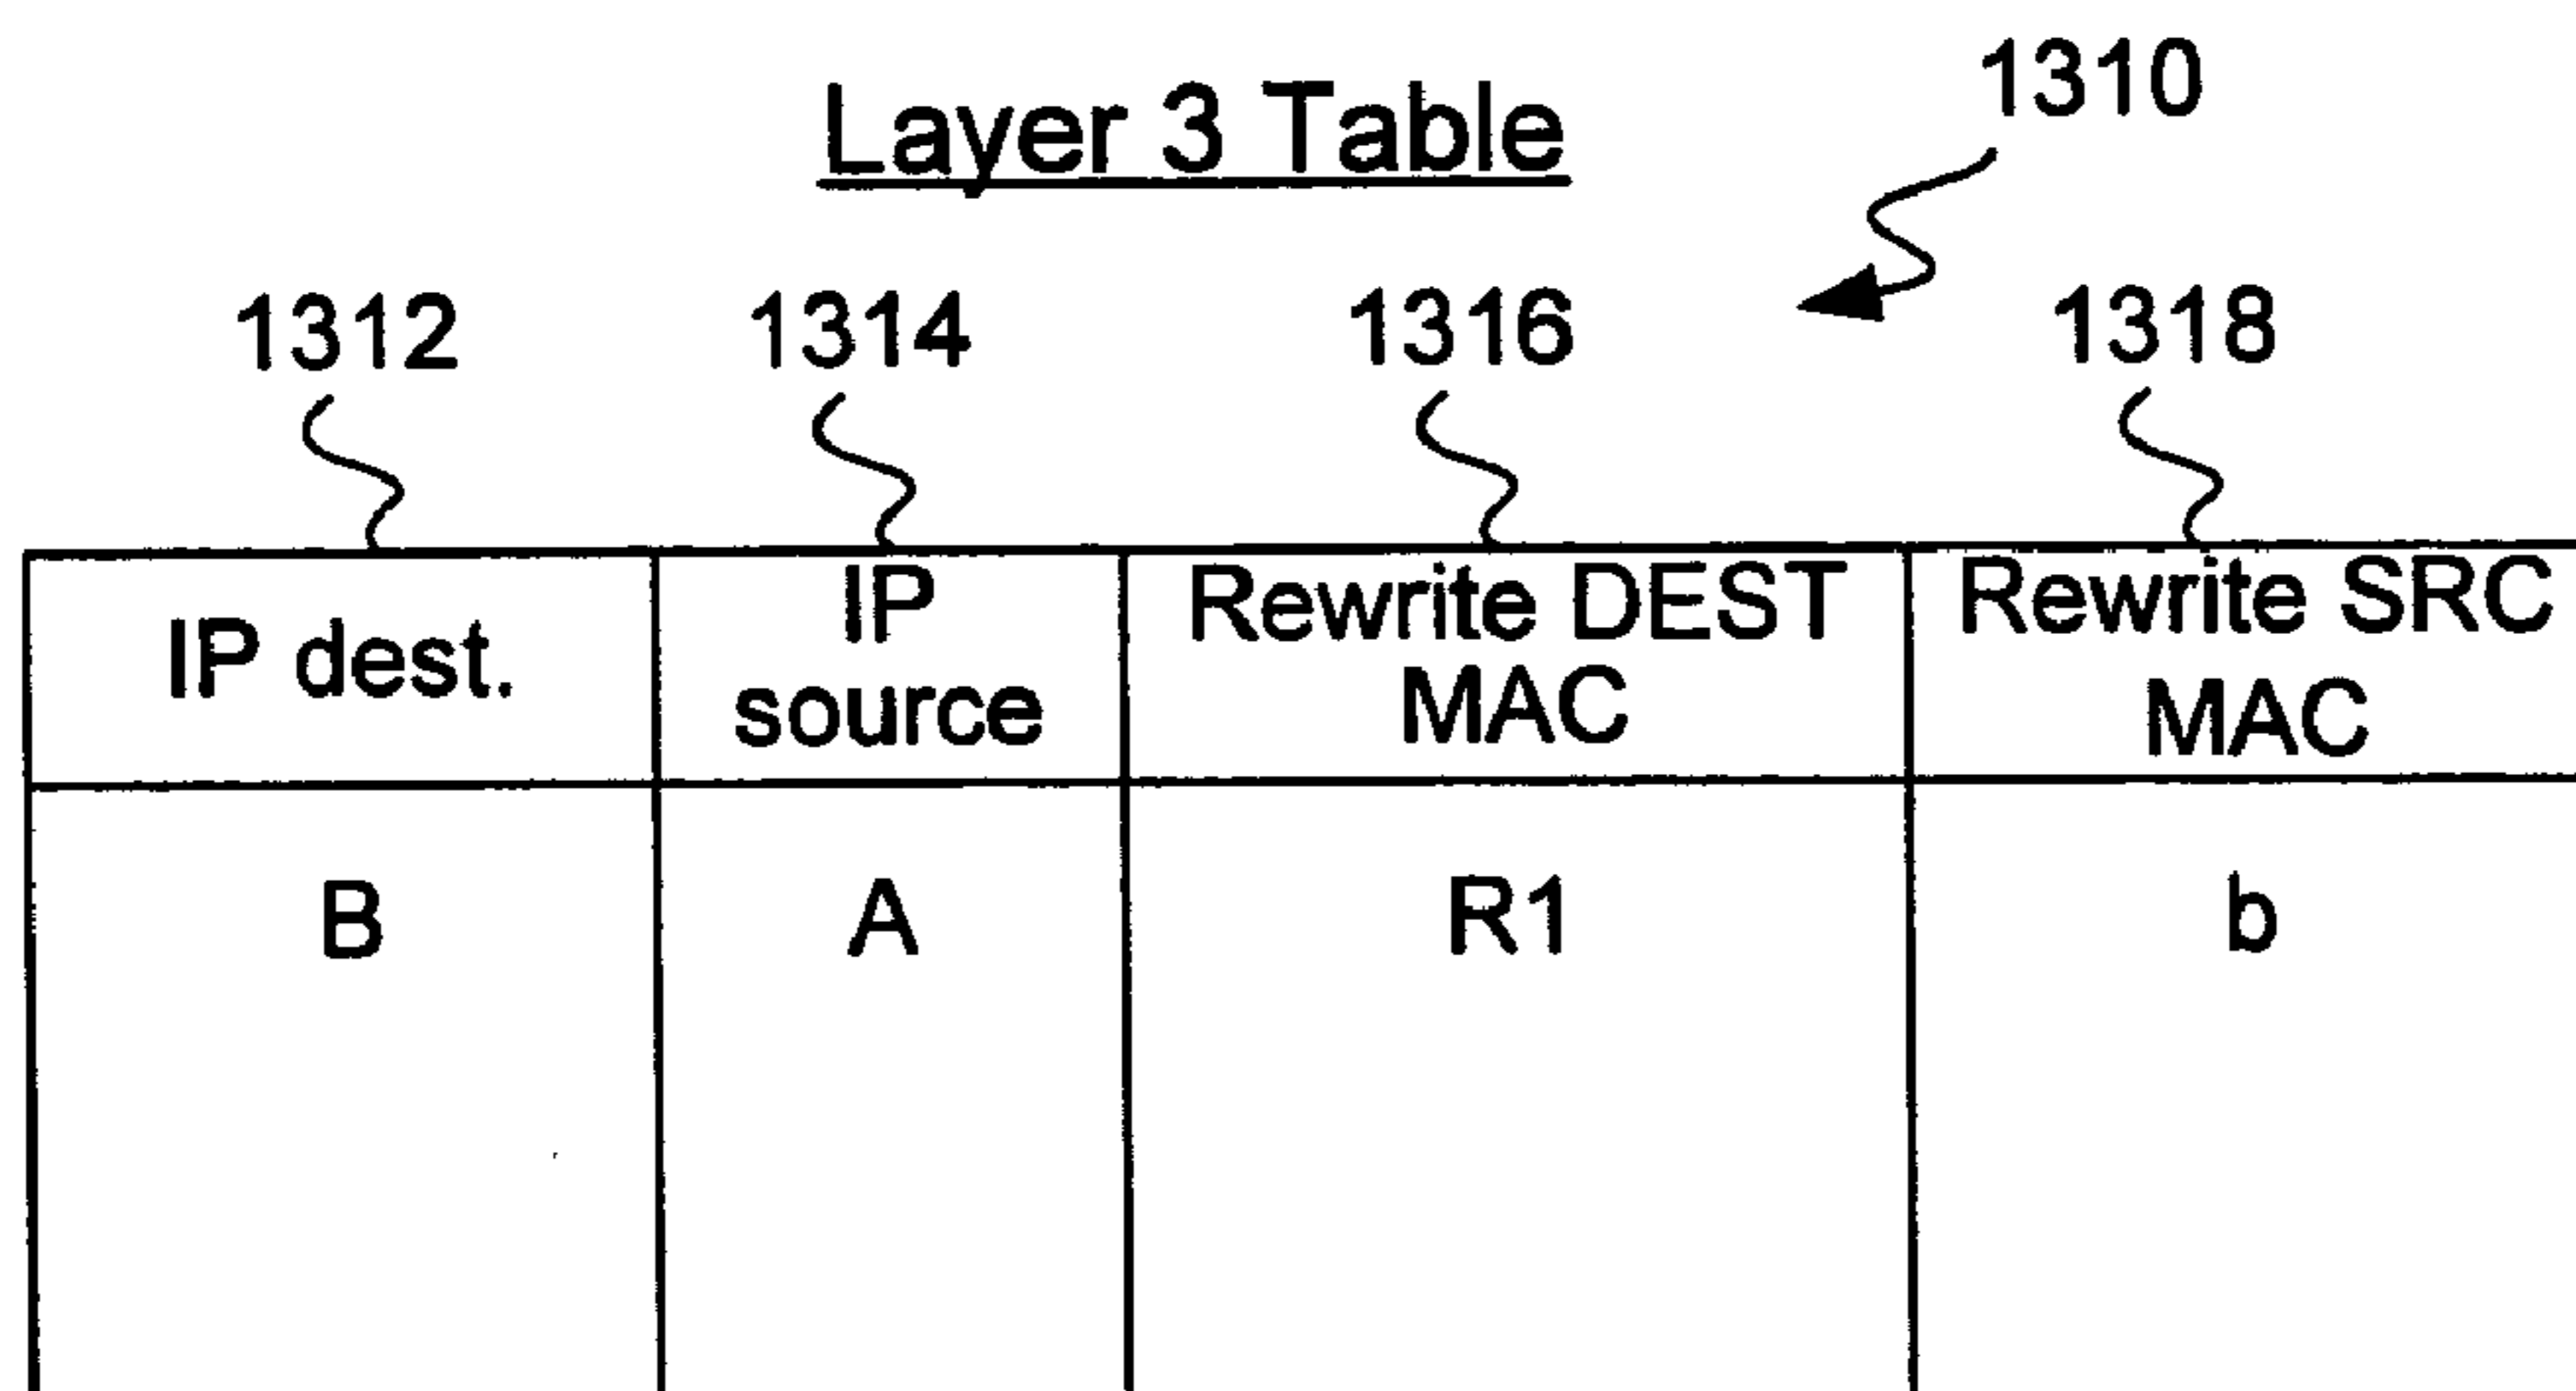 1310
Layer 3 Table
1312 1314 1316 1318
IP dest.
IP
source
Rewrite DEST
MAC
Rewrite SRC
MAC
B A R1 b